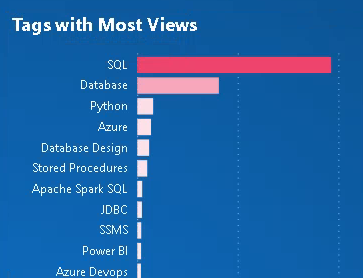 Tags with Most Views
SQL
Database
Python
Azure
Database Design
Stored Procedures
Apache Spark SQL
JDBC
SSMS
Power BI
Azure Devops